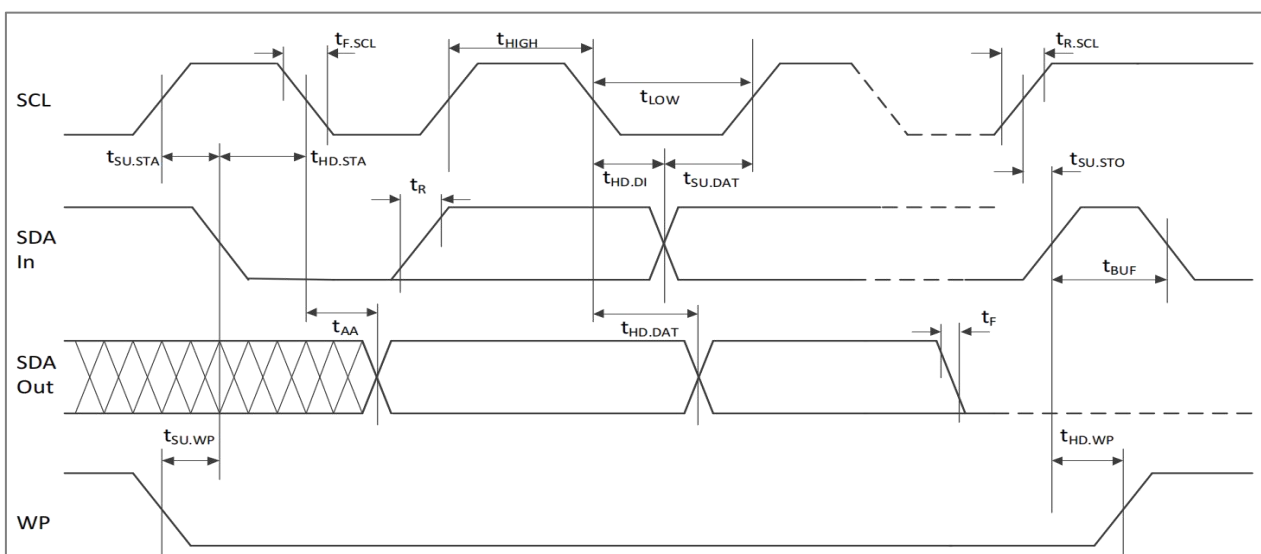 tF.SCL
tHIGH
tR.SCL
SCL
tLOW
tSU.STA
tHD.STA
tHD.DI
tSU.DAT
tSU.STO
tR
SDA
In
tBUF
tAA
tHD.DAT
tF
SDA
Out
tSU.WP
tHD.WP
WP